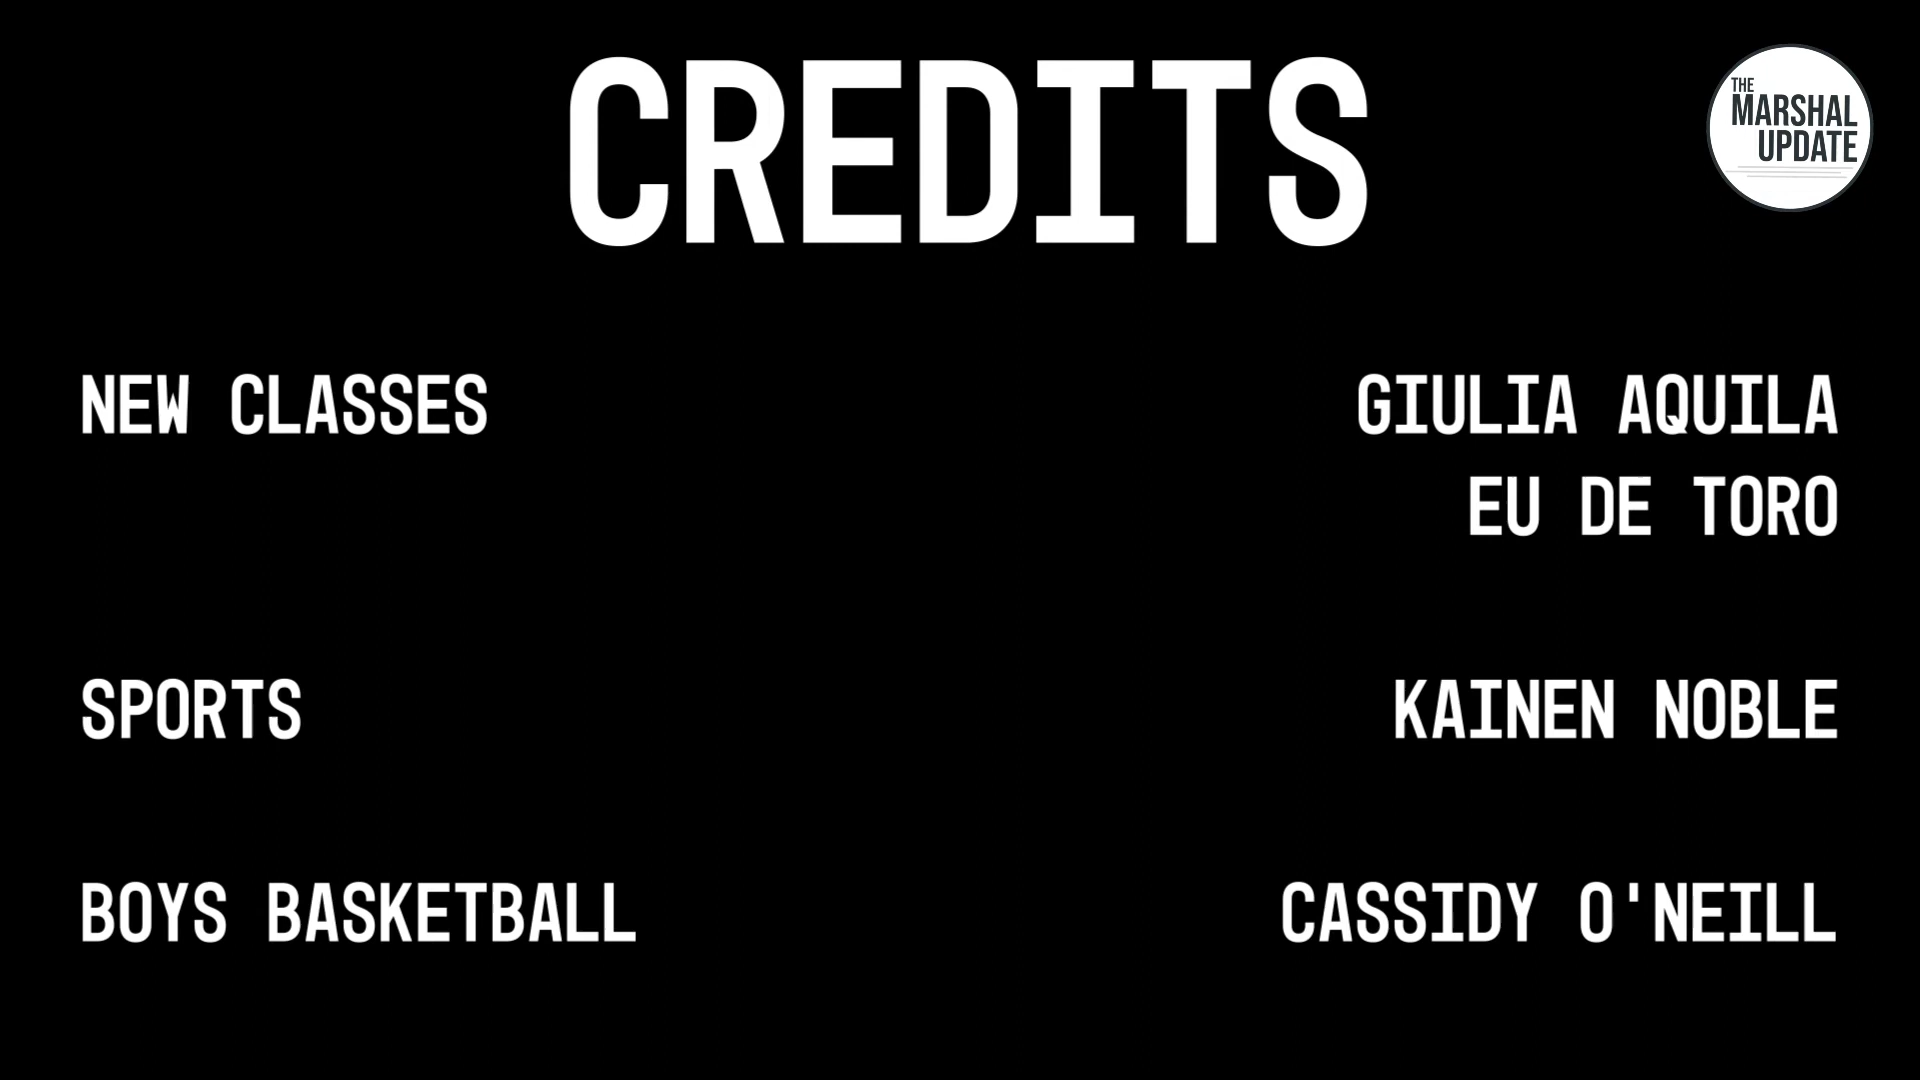 CREDITS
THE
MARSHAL
UPDATE
NEW CLASSES
GIULIA AQUILA
EU DE TORO
SPORTS
KAINEN NOBLE
BOYS BASKETBALL
CASSIDY O'NEILL